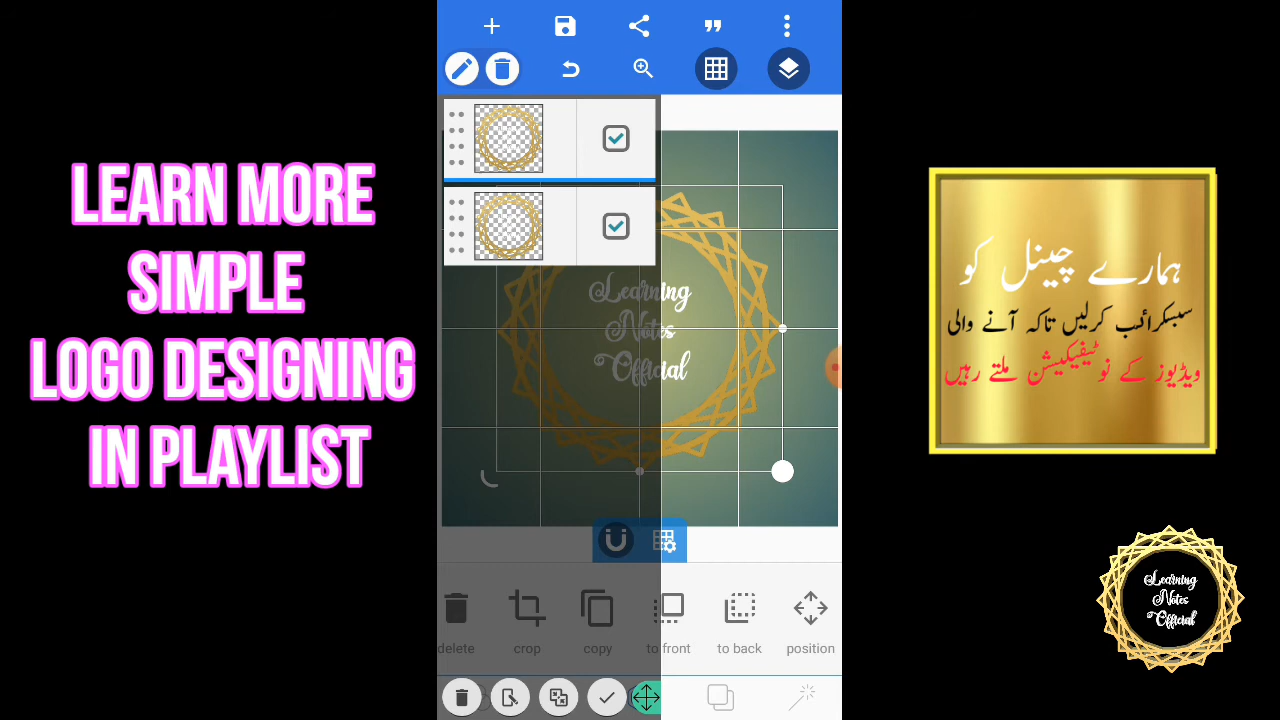 LEARN MORE
SIMPLE
LOGO DESIGNING
IN PLAYLIST
Learning
Notes
Official
delete
crop
copy
to front
to back
position
ہمارے چینل کو
سبسکرائب کرلیں تاکہ آنے والی
ویڈیوز کے نوٹیفیکیشن ملتے رہیں
Learning
Notes
Official